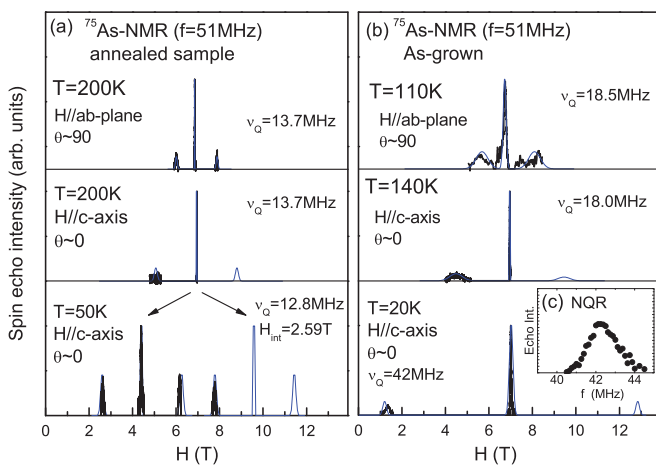 (a) ⁷⁵As-NMR (f=51MHz)
annealed sample
T=200K
H//ab-plane
θ~90
νQ=13.7MHz
T=200K
H//c-axis
θ~0
νQ=13.7MHz
T=50K
H//c-axis
θ~0
νQ=12.8MHz
Hint=2.59T
0 2 4 6 8 10 12
H (T)
Spin echo intensity (arb. units)
(b) ⁷⁵As-NMR (f=51MHz)
As-grown
T=110K
H//ab-plane
θ~90
νQ=18.5MHz
T=140K
H//c-axis
θ~0
νQ=18.0MHz
T=20K
H//c-axis
θ~0
νQ=42MHz
(c) NQR
Echo Int.
40 42 44
f (MHz)
0 2 4 6 8 10 12
H (T)